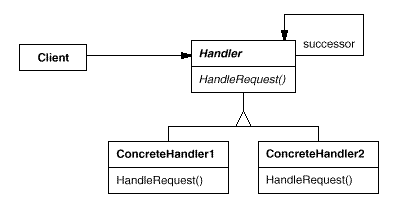 Client
Handler
successor
HandleRequest()
ConcreteHandler1
HandleRequest()
ConcreteHandler2
HandleRequest()